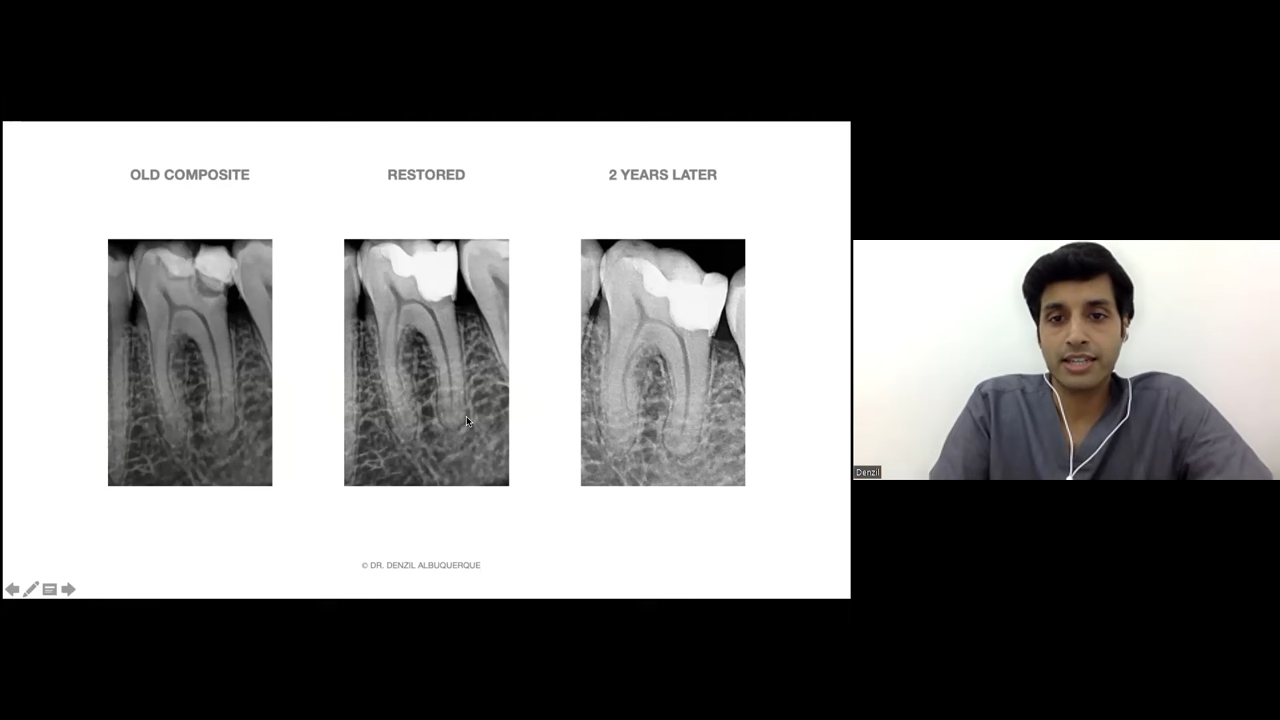 OLD COMPOSITE
RESTORED
2 YEARS LATER
© DR. DENZIL ALBUQUERQUE
Denzil